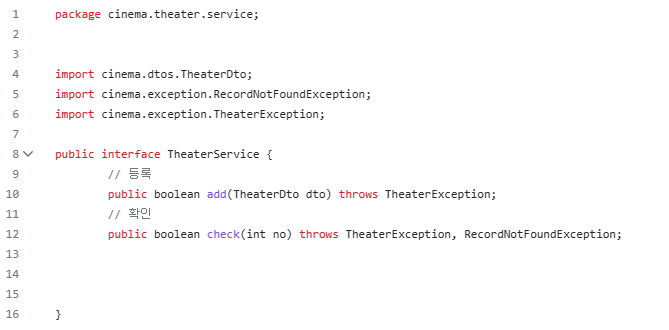 1 package cinema.theater.service;
2
3
4 import cinema.dtos.TheaterDto;
5 import cinema.exception.RecordNotFoundException;
6 import cinema.exception.TheaterException;
7
8 public interface TheaterService {
9 // 등록
10 public boolean add(TheaterDto dto) throws TheaterException;
11 // 확인
12 public boolean check(int no) throws TheaterException, RecordNotFoundException;
13
14
15
16 }